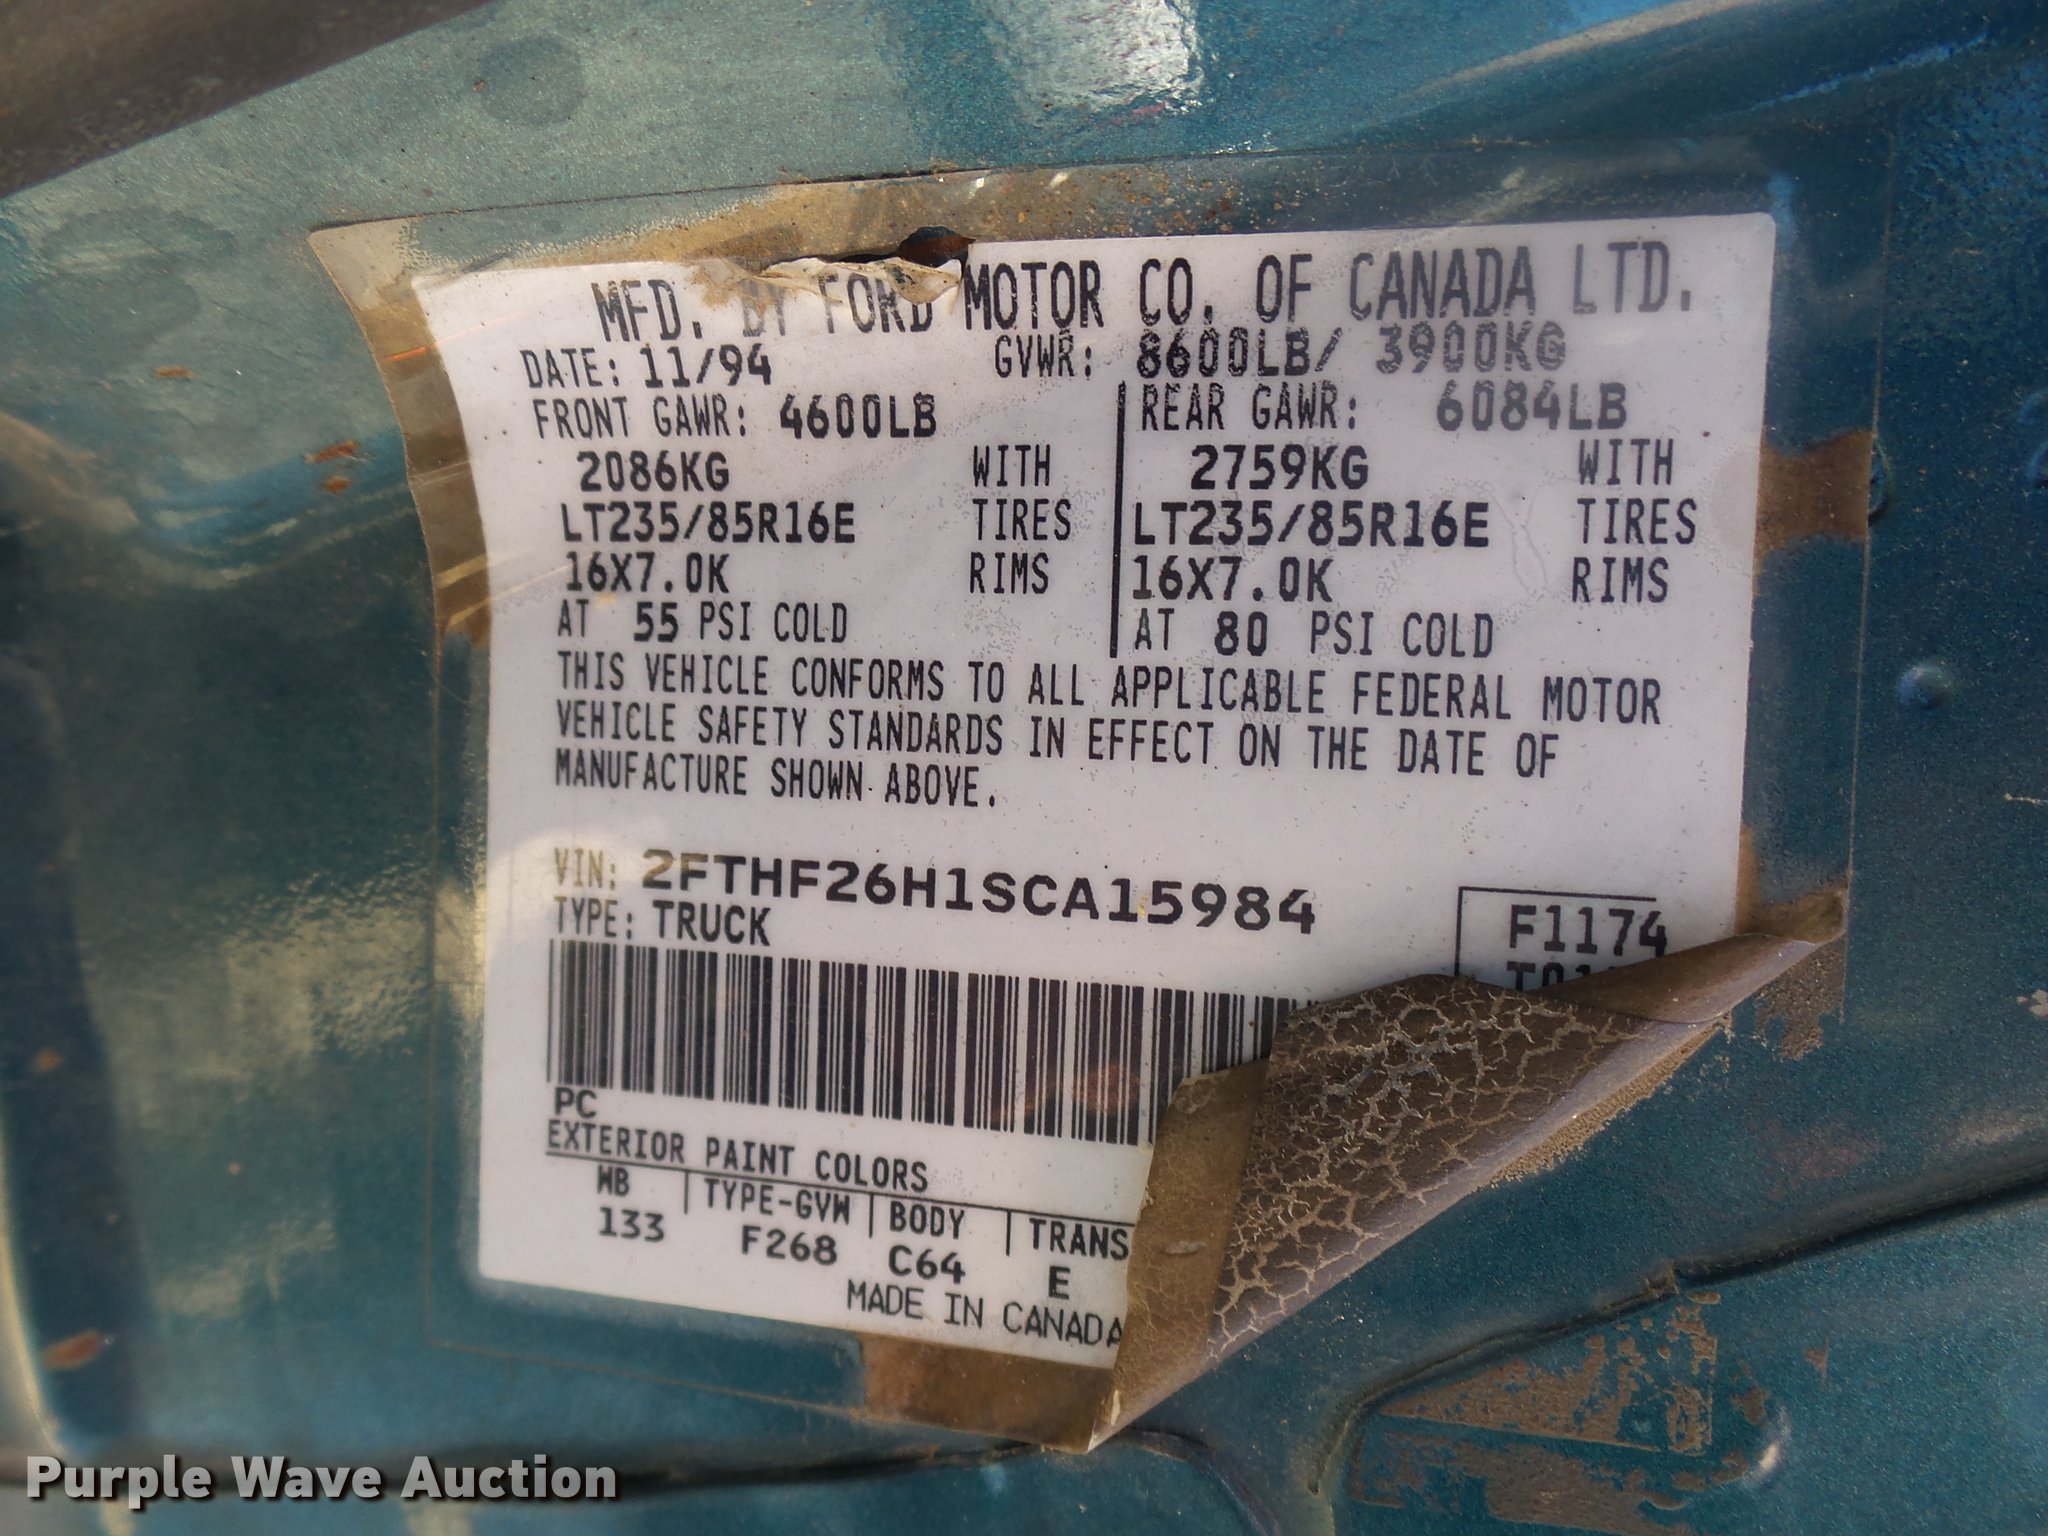 MFD. BY FORD MOTOR CO. OF CANADA LTD.
DATE: 11/94 GVWR: 8600LB/ 3900KG
FRONT GAWR: 4600LB REAR GAWR: 6084LB
2086KG WITH 2759KG WITH
LT235/85R16E TIRES LT235/85R16E TIRES
16X7.0K RIMS 16X7.0K RIMS
AT 55 PSI COLD AT 80 PSI COLD
THIS VEHICLE CONFORMS TO ALL APPLICABLE FEDERAL MOTOR
VEHICLE SAFETY STANDARDS IN EFFECT ON THE DATE OF
MANUFACTURE SHOWN ABOVE.
VIN: 2FTHF26H1SCA15984
TYPE: TRUCK F1174
PC
EXTERIOR PAINT COLORS
WB TYPE-GVW BODY TRANS
133 F268 C64 E
MADE IN CANADA
Purple Wave Auction